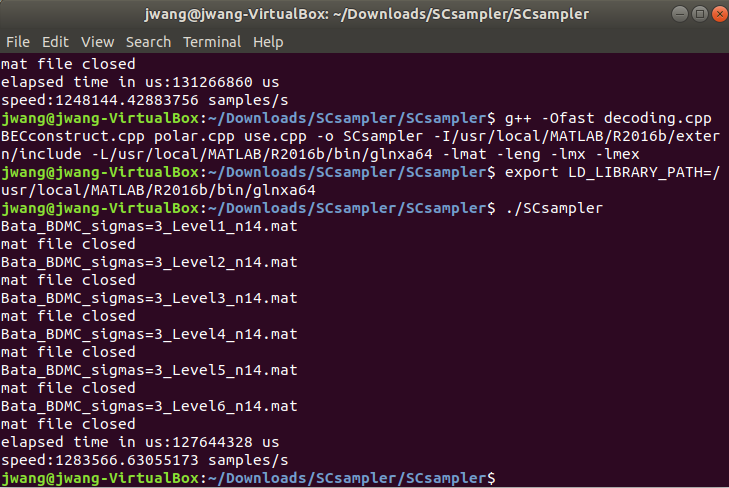 jwang@jwang-VirtualBox: ~/Downloads/SCsampler/SCsampler
File Edit View Search Terminal Help
mat file closed
elapsed time in us:131266860 us
speed:1248144.42883756 samples/s
jwang@jwang-VirtualBox:~/Downloads/SCsampler/SCsampler$ g++ -Ofast decoding.cpp
BECconstruct.cpp polar.cpp use.cpp -o SCsampler -I/usr/local/MATLAB/R2016b/exter
n/include -L/usr/local/MATLAB/R2016b/bin/glnxa64 -lmat -leng -lmx -lmex
jwang@jwang-VirtualBox:~/Downloads/SCsampler/SCsampler$ export LD_LIBRARY_PATH=/
usr/local/MATLAB/R2016b/bin/glnxa64
jwang@jwang-VirtualBox:~/Downloads/SCsampler/SCsampler$ ./SCsampler
Bata_BDMC_sigmas=3_Level1_n14.mat
mat file closed
Bata_BDMC_sigmas=3_Level2_n14.mat
mat file closed
Bata_BDMC_sigmas=3_Level3_n14.mat
mat file closed
Bata_BDMC_sigmas=3_Level4_n14.mat
mat file closed
Bata_BDMC_sigmas=3_Level5_n14.mat
mat file closed
Bata_BDMC_sigmas=3_Level6_n14.mat
mat file closed
elapsed time in us:127644328 us
speed:1283566.63055173 samples/s
jwang@jwang-VirtualBox:~/Downloads/SCsampler/SCsampler$